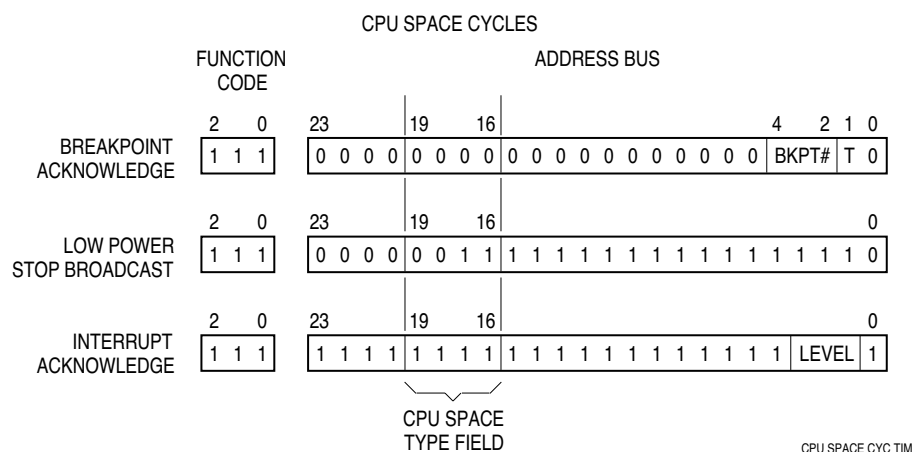 CPU SPACE CYCLES
FUNCTION CODE
ADDRESS BUS
2 0 23 19 16 4 2 1 0
BREAKPOINT ACKNOWLEDGE
1 1 1 0 0 0 0 0 0 0 0 0 0 0 0 0 0 0 0 0 0 0 BKPT# T 0
2 0 23 19 16 0
LOW POWER STOP BROADCAST
1 1 1 0 0 0 0 0 0 1 1 1 1 1 1 1 1 1 1 1 1 1 1 1 1 1 0
2 0 23 19 16 0
INTERRUPT ACKNOWLEDGE
1 1 1 1 1 1 1 1 1 1 1 1 1 1 1 1 1 1 1 1 1 1 1 LEVEL 1
CPU SPACE
TYPE FIELD
CPU SPACE CYC TIM